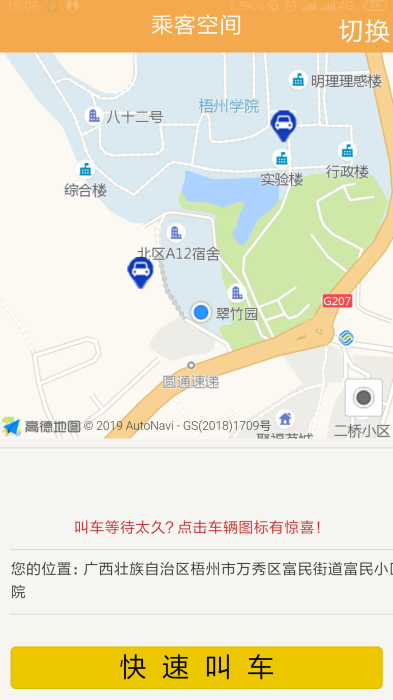 15:06
2.5K/s
4G
乘客空间
切换
明理理惑楼
八十二号
梧州学院
实验楼
行政楼
综合楼
北区A12宿舍
翠竹园
G207
圆通速递
高德地图 © 2019 AutoNavi - GS(2018)1709号
二桥小区
叫车等待太久？点击车辆图标有惊喜！
您的位置：广西壮族自治区梧州市万秀区富民街道富民小
院
快速叫车